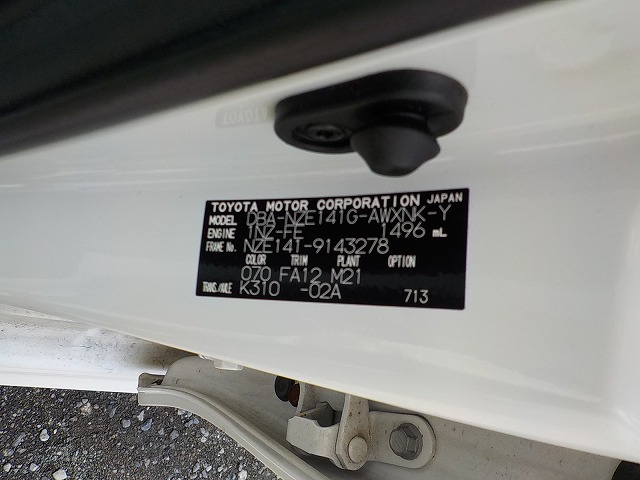 TOYOTA MOTOR CORPORATION JAPAN
MODEL DBA-NZE141G-AWXNK-Y
ENGINE 1NZ-FE 1496 mL
FRAME No. NZE141-9143278
COLOR TRIM PLANT OPTION
070 FA12 M21
TRANS./AXLE K310 -02A 713